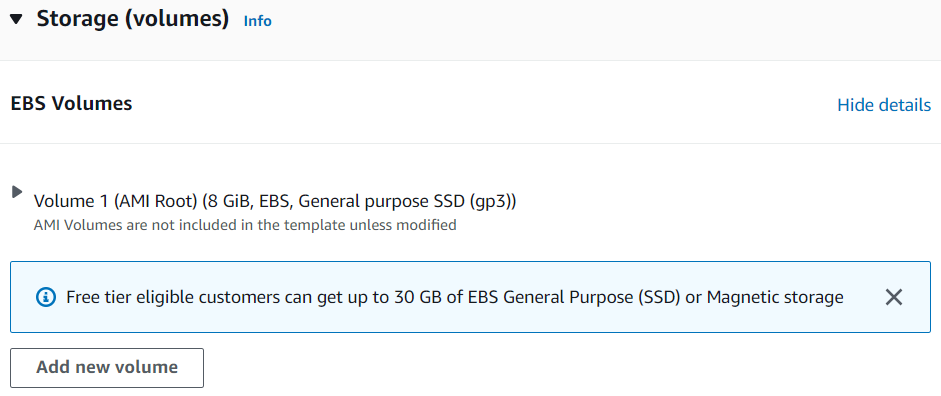 Storage (volumes) Info
EBS Volumes
Hide details
Volume 1 (AMI Root) (8 GiB, EBS, General purpose SSD (gp3))
AMI Volumes are not included in the template unless modified
Free tier eligible customers can get up to 30 GB of EBS General Purpose (SSD) or Magnetic storage
Add new volume